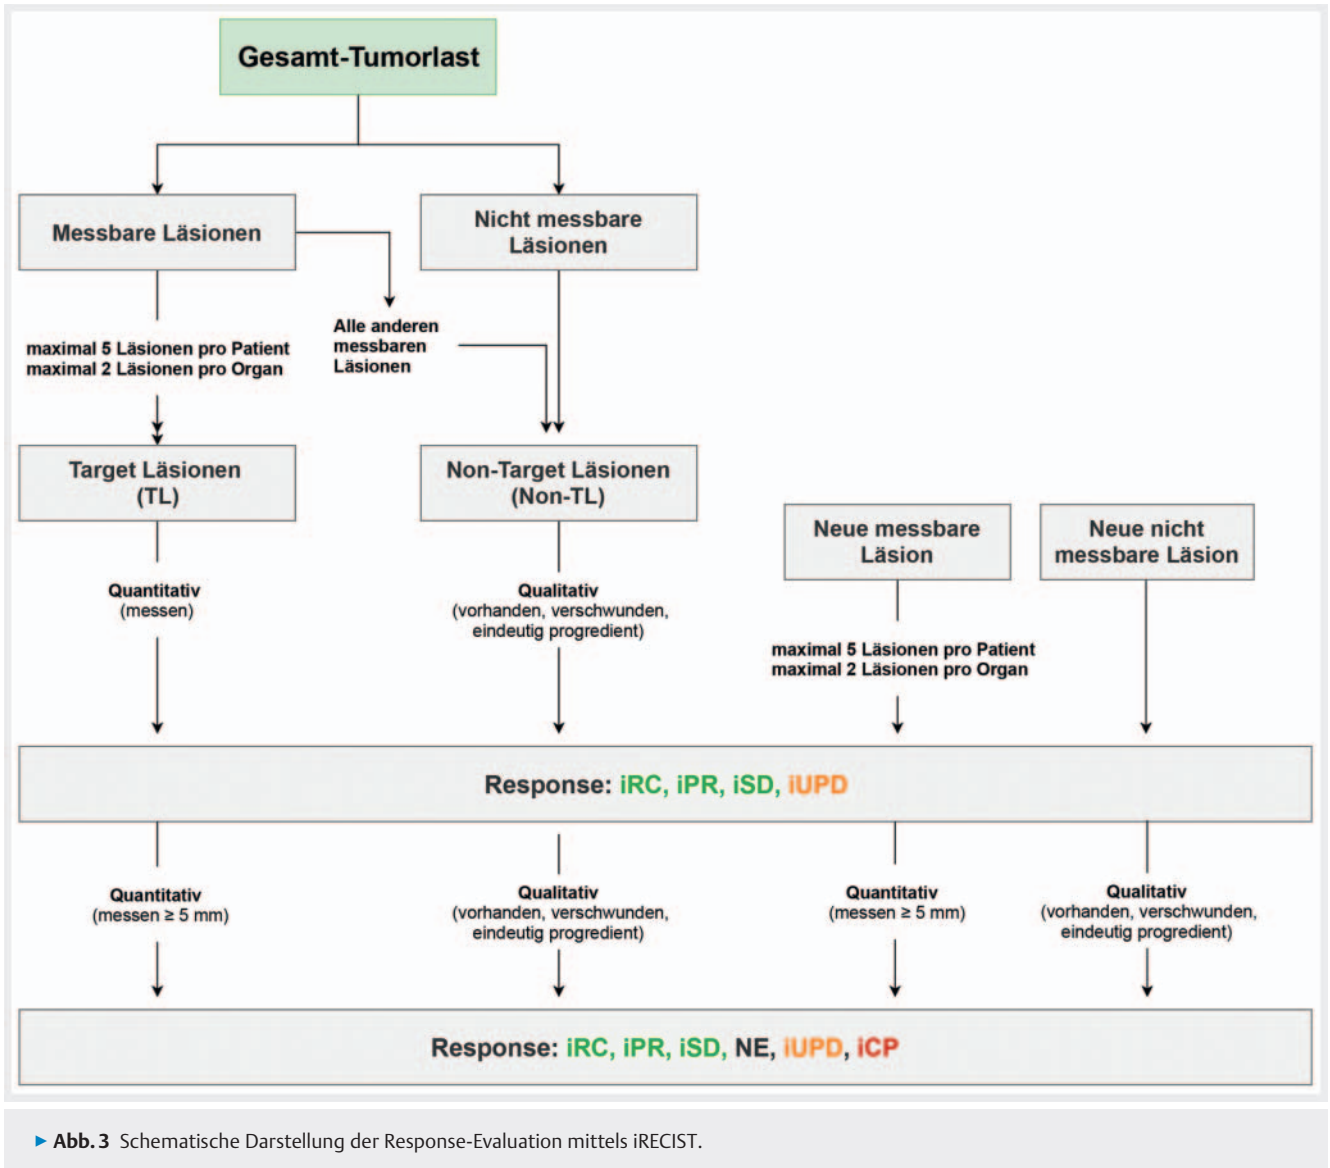 Gesamt-Tumorlast
Messbare Läsionen
Nicht messbare
Läsionen
Alle anderen
messbaren
Läsionen
maximal 5 Läsionen pro Patient
maximal 2 Läsionen pro Organ
Target Läsionen
(TL)
Non-Target Läsionen
(Non-TL)
Neue messbare
Läsion
Neue nicht
messbare Läsion
Quantitativ
(messen)
Qualitativ
(vorhanden, verschwunden,
eindeutig progredient)
maximal 5 Läsionen pro Patient
maximal 2 Läsionen pro Organ
Response: iRC, iPR, iSD, iUPD
Quantitativ
(messen ≥ 5 mm)
Qualitativ
(vorhanden, verschwunden,
eindeutig progredient)
Quantitativ
(messen ≥ 5 mm)
Qualitativ
(vorhanden, verschwunden,
eindeutig progredient)
Response: iRC, iPR, iSD, NE, iUPD, iCP
▶ Abb. 3 Schematische Darstellung der Response-Evaluation mittels iRECIST.